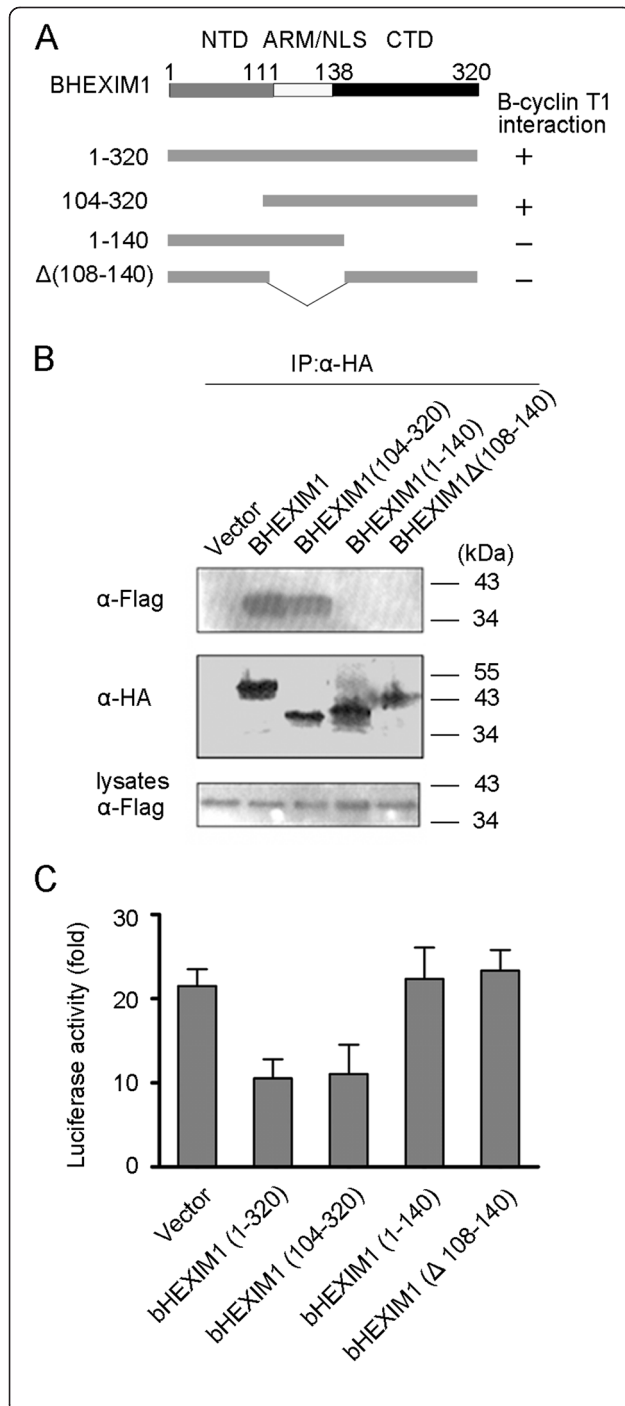 A
NTD ARM/NLS CTD
1 111 138 320
BHEXIM1
B-cyclin T1
interaction
1-320 +
104-320 +
1-140 −
Δ(108-140) −
B
IP:α-HA
Vector
BHEXIM1
BHEXIM1(104-320)
BHEXIM1(1-140)
BHEXIM1Δ(108-140)
(kDa)
α-Flag
43
34
α-HA
55
43
34
lysates
α-Flag
43
34
C
Luciferase activity (fold)
30
20
10
0
Vector
bHEXIM1 (1-320)
bHEXIM1 (104-320)
bHEXIM1 (1-140)
bHEXIM1 (Δ 108-140)